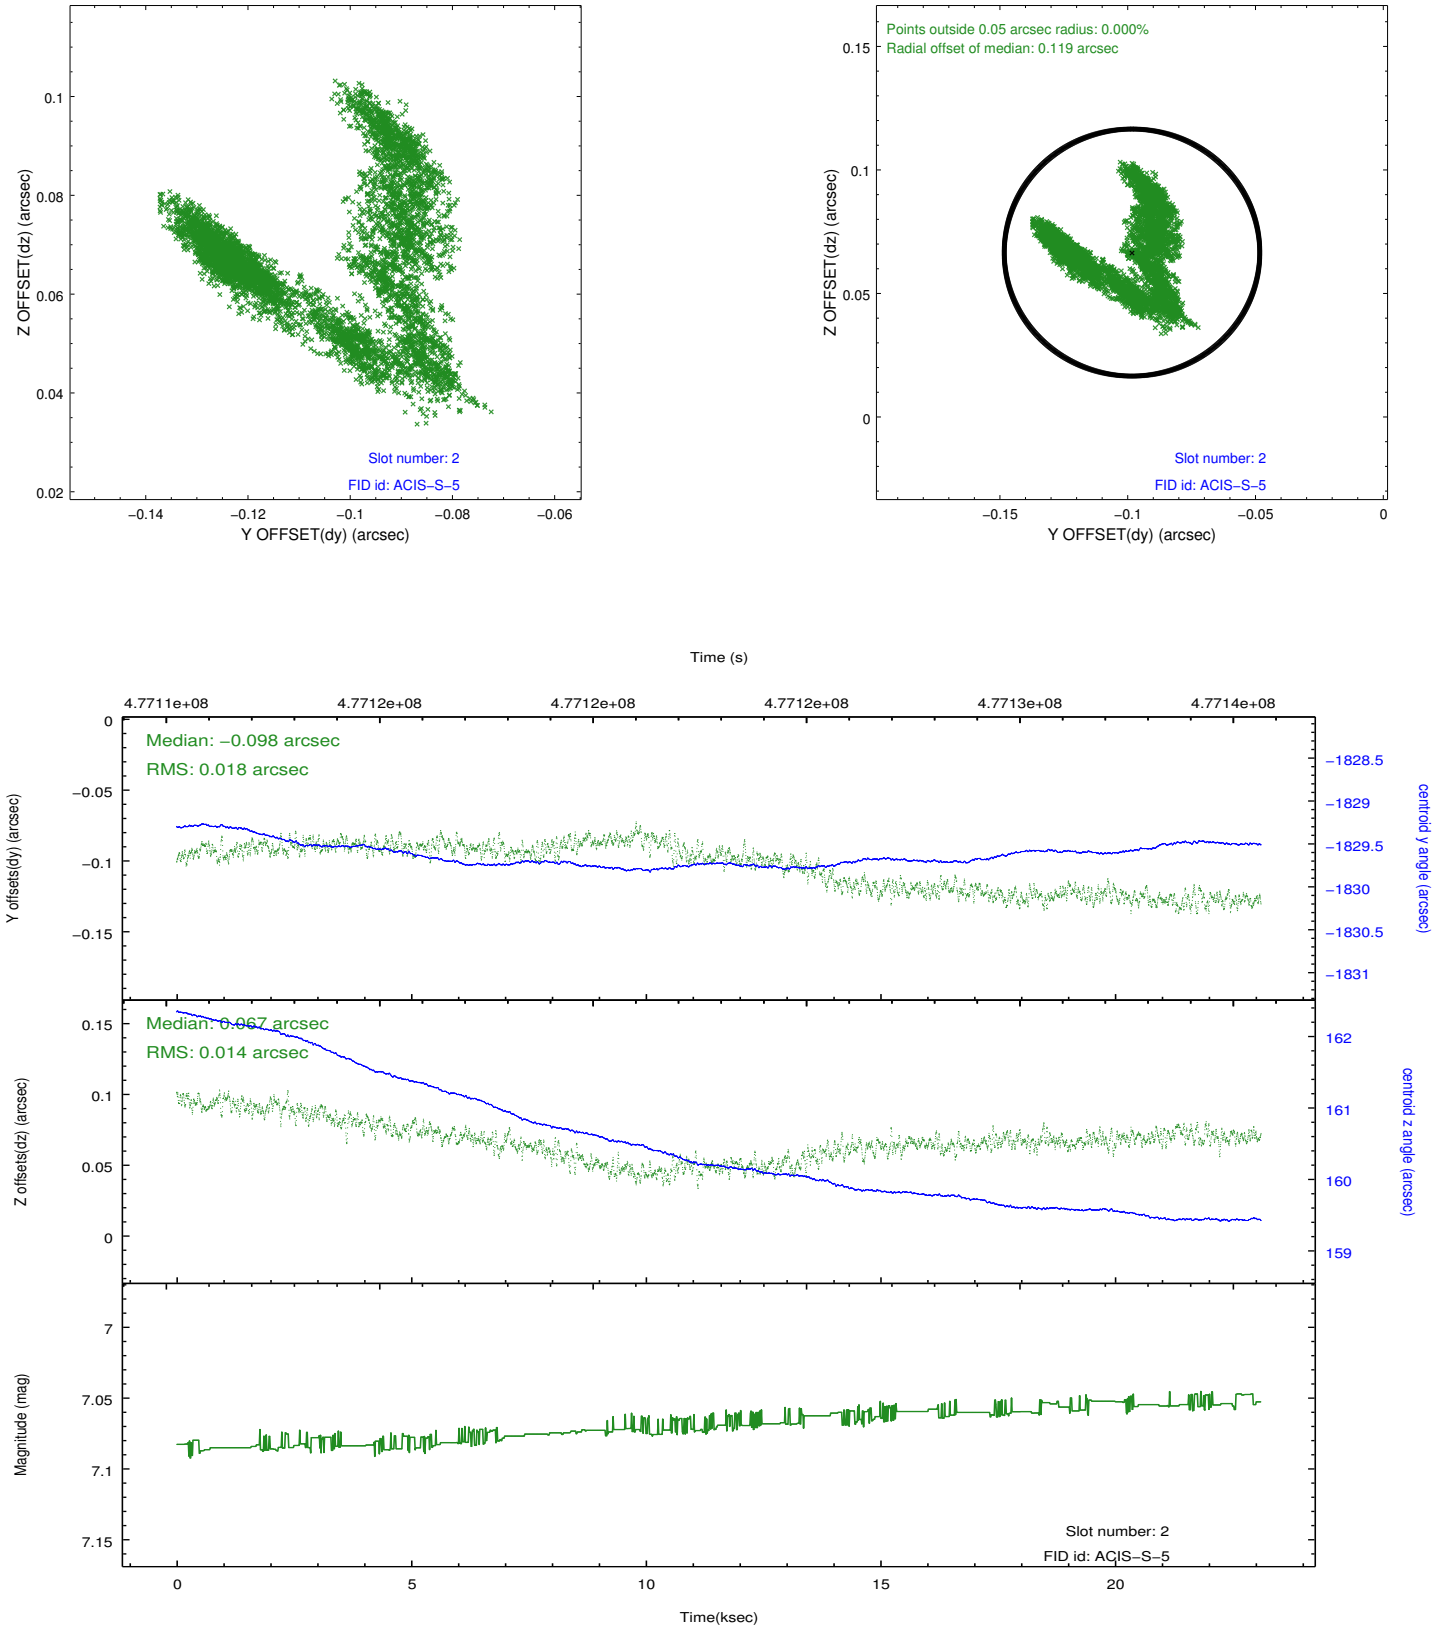 0.1
0.08
0.06
0.04
0.02
−0.14
−0.12
−0.1
−0.08
−0.06
Z OFFSET(dz) (arcsec)
Y OFFSET(dy) (arcsec)
Slot number: 2
FID id: ACIS−S−5
Points outside 0.05 arcsec radius: 0.000%
Radial offset of median: 0.119 arcsec
0.15
0.1
0.05
0
−0.15
−0.1
−0.05
0
Z OFFSET(dz) (arcsec)
Y OFFSET(dy) (arcsec)
Slot number: 2
FID id: ACIS−S−5
Time (s)
4.7711e+08
4.7712e+08
4.7712e+08
4.7712e+08
4.7713e+08
4.7714e+08
Median: −0.098 arcsec
RMS: 0.018 arcsec
0
−0.05
−0.1
−0.15
Y offsets(dy) (arcsec)
−1828.5
−1829
−1829.5
−1830
−1830.5
−1831
centroid y angle (arcsec)
Median: 0.067 arcsec
RMS: 0.014 arcsec
0.15
0.1
0.05
0
Z offsets(dz) (arcsec)
162
161
160
159
centroid z angle (arcsec)
7
7.05
7.1
7.15
Magnitude (mag)
Slot number: 2
FID id: ACIS−S−5
0
5
10
15
20
Time(ksec)